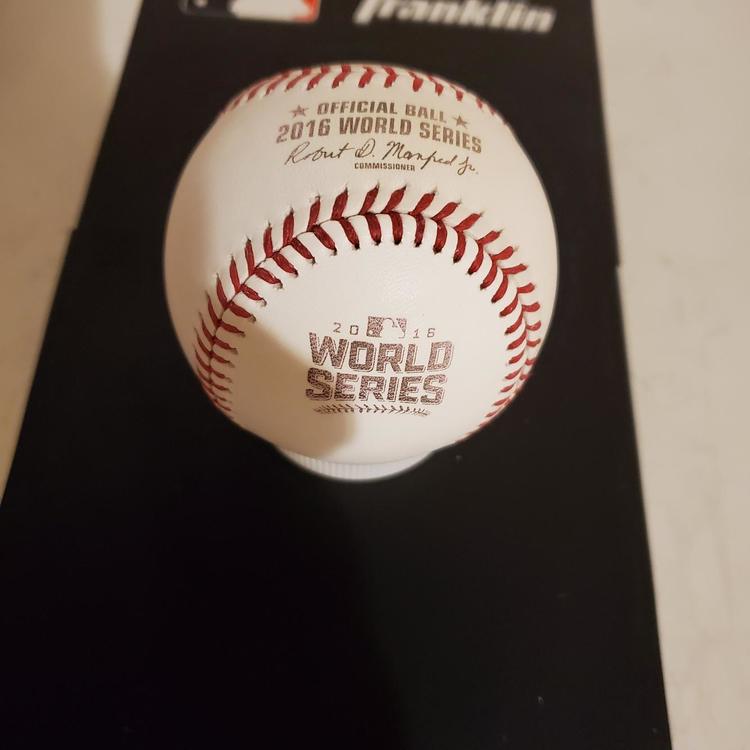 franklin
OFFICIAL BALL
2016 WORLD SERIES
Robert D. Manfred Jr.
COMMISSIONER
2016
WORLD
SERIES